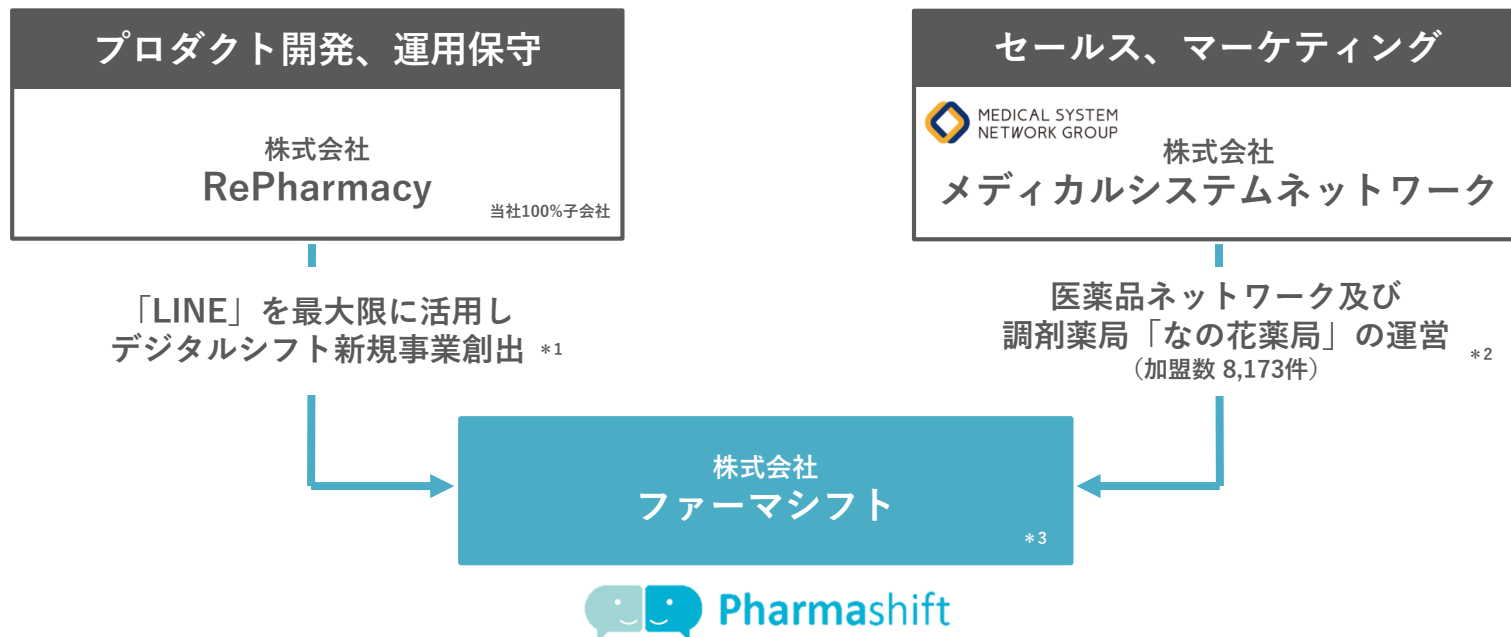 プロダクト開発、運用保守
株式会社
RePharmacy
当社100%子会社
「LINE」を最大限に活用し
デジタルシフト新規事業創出 *1
セールス、マーケティング
MEDICAL SYSTEM
NETWORK GROUP
株式会社
メディカルシステムネットワーク
医薬品ネットワーク及び
調剤薬局「なの花薬局」の運営
（加盟数 8,173件）
*2
株式会社
ファーマシフト
*3
Pharmashift